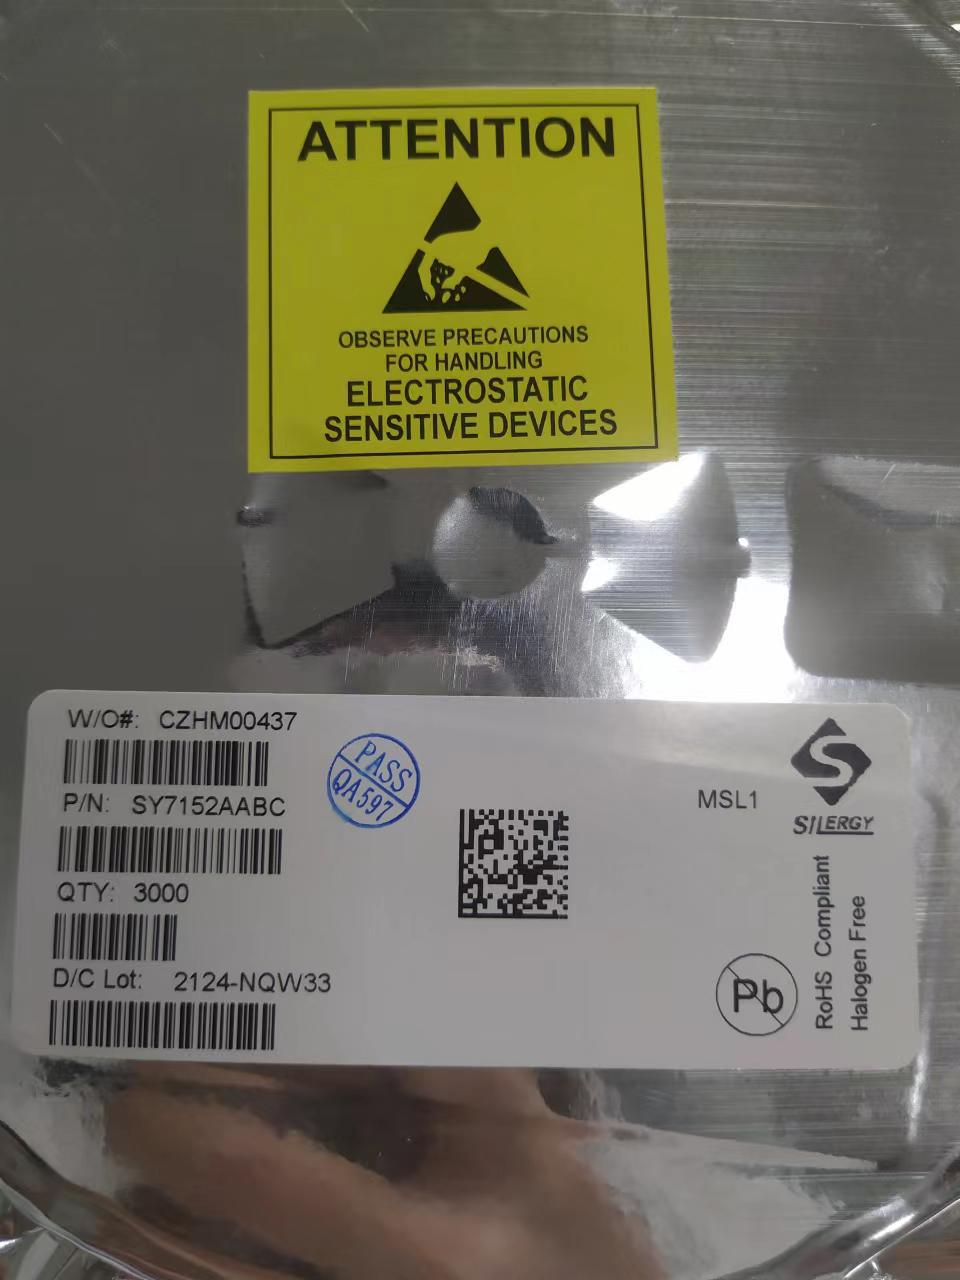 ATTENTION
OBSERVE PRECAUTIONS
FOR HANDLING
ELECTROSTATIC
SENSITIVE DEVICES
W/O#: CZHM00437
P/N: SY7152AABC
QTY: 3000
D/C Lot: 2124-NQW33
PASS
QA597
MSL1
SILERGY
Pb
RoHS Compliant
Halogen Free